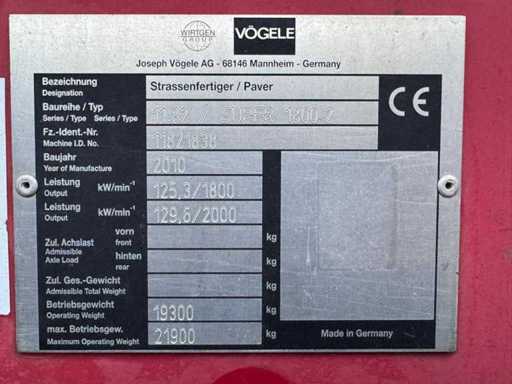 WIRTGEN
GROUP
VÖGELE
Joseph Vögele AG - 68146 Mannheim - Germany
Bezeichnung
Designation
Strassenfertiger / Paver
Baureihe / Typ
Series / Type Series / Type
1800-2
Fz.-Ident.-Nr.
Machine I.D. No.
Baujahr
Year of Manufacture
2010
Leistung kW/min⁻¹
Output
125,3/1800
Leistung kW/min⁻¹
Output
129,6/2000
Zul. Achslast vorn
Admissible front
Axle Load hinten
rear
kg
kg
Zul. Ges.-Gewicht
Admissible Total Weight
kg
Betriebsgewicht
Operating Weight
19300 kg
max. Betriebsgew.
Maximum Operating Weight
21900 kg
CE
Made in Germany